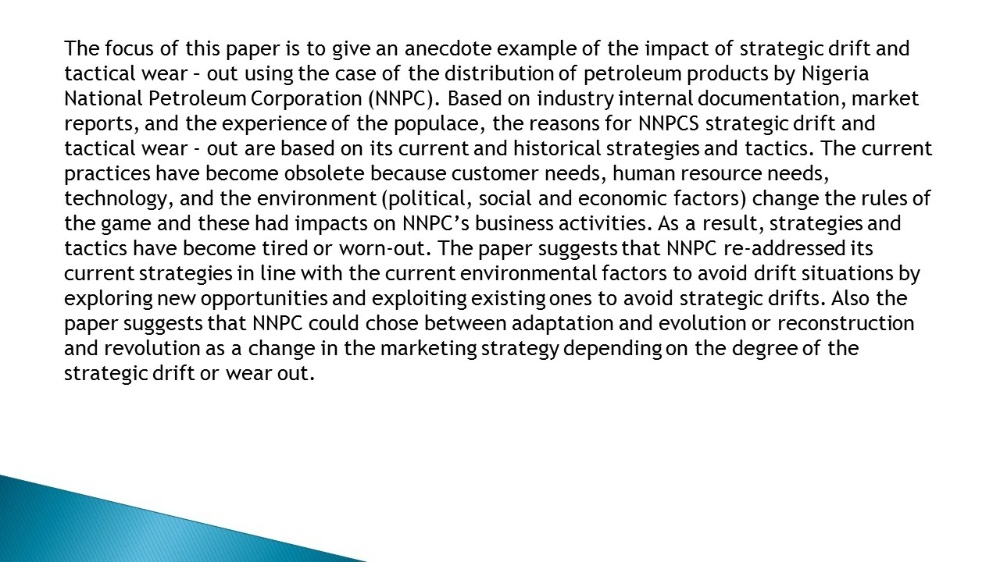 The focus of this paper is to give an anecdote example of the impact of strategic drift and
tactical wear – out using the case of the distribution of petroleum products by Nigeria
National Petroleum Corporation (NNPC). Based on industry internal documentation, market
reports, and the experience of the populace, the reasons for NNPCS strategic drift and
tactical wear - out are based on its current and historical strategies and tactics. The current
practices have become obsolete because customer needs, human resource needs,
technology, and the environment (political, social and economic factors) change the rules of
the game and these had impacts on NNPC’s business activities. As a result, strategies and
tactics have become tired or worn-out. The paper suggests that NNPC re-addressed its
current strategies in line with the current environmental factors to avoid drift situations by
exploring new opportunities and exploiting existing ones to avoid strategic drifts. Also the
paper suggests that NNPC could chose between adaptation and evolution or reconstruction
and revolution as a change in the marketing strategy depending on the degree of the
strategic drift or wear out.